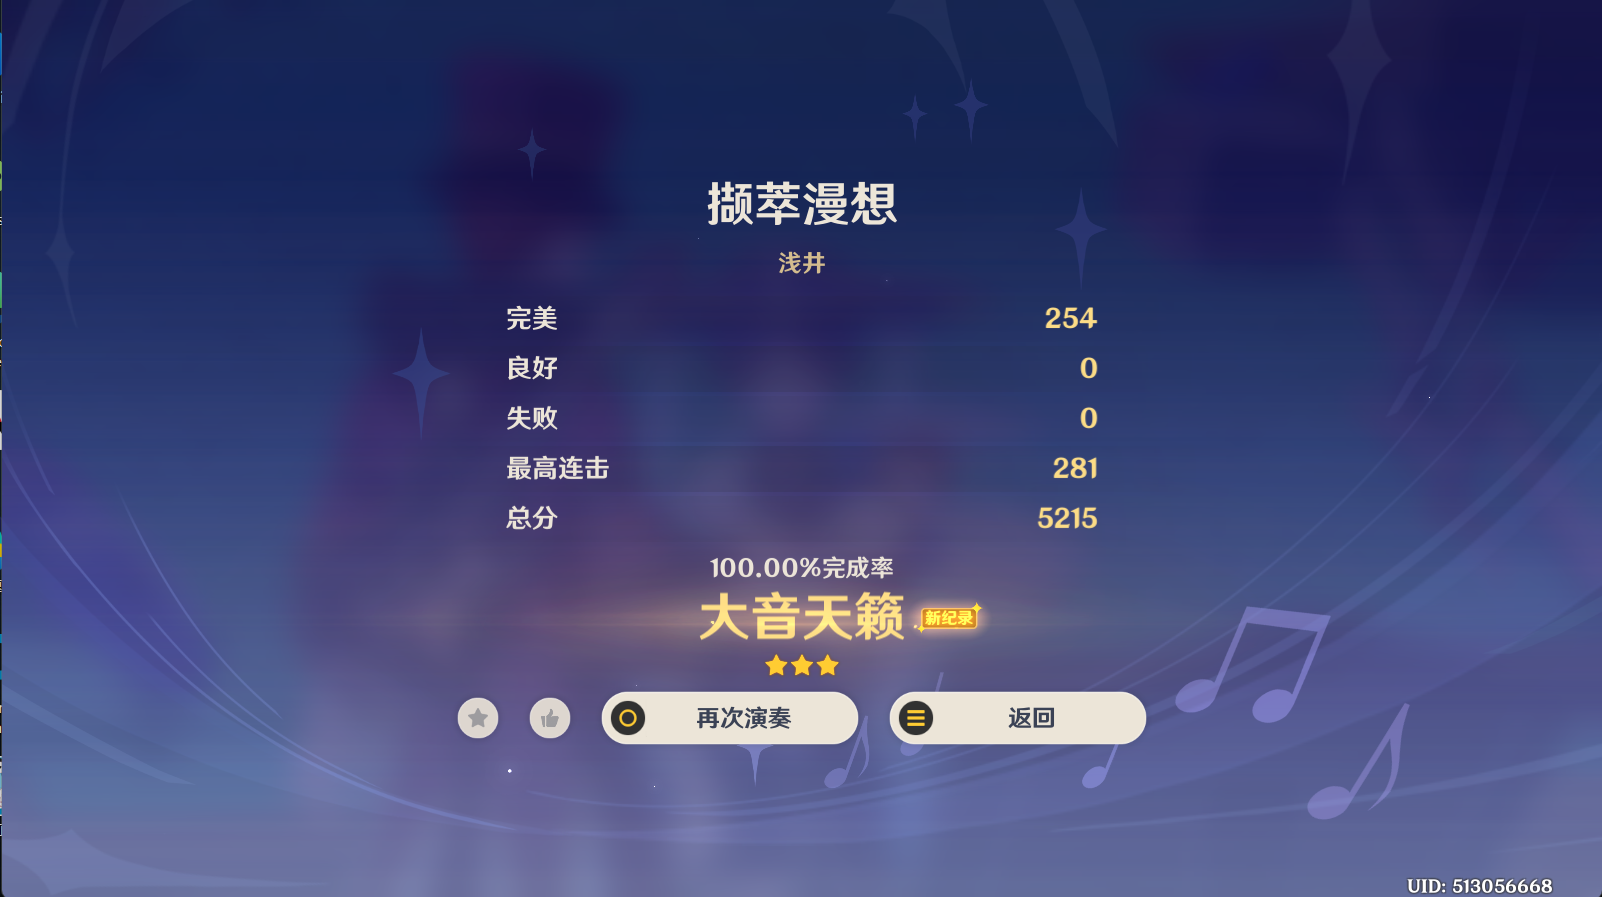 撷萃漫想
浅井
完美 254
良好 0
失败 0
最高连击 281
总分 5215
100.00%完成率
大音天籁 新纪录
再次演奏 返回
UID: 513056668